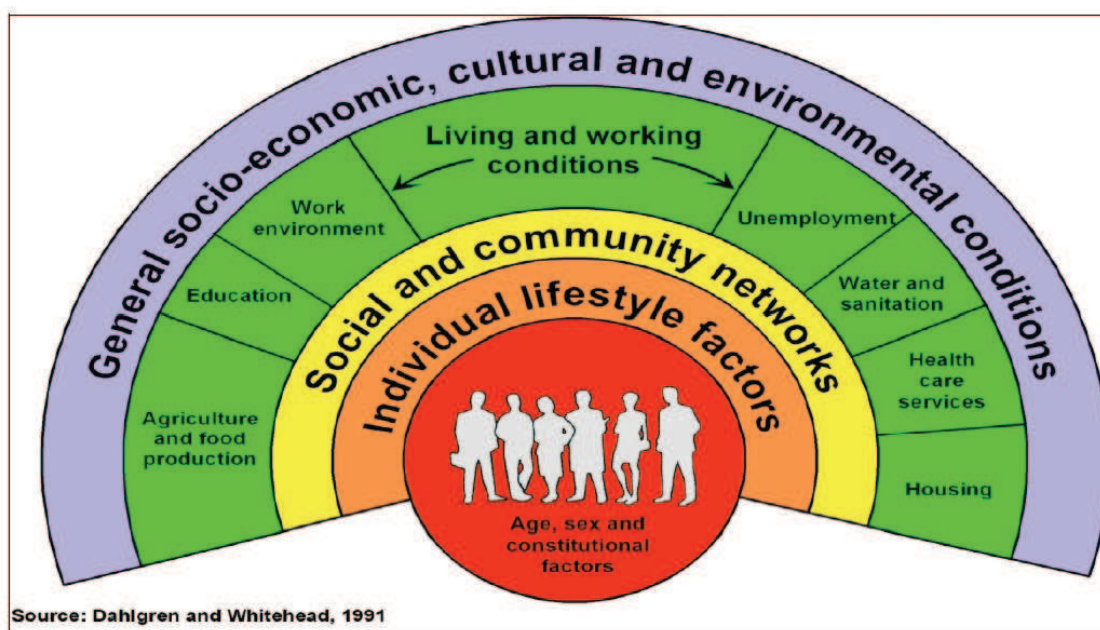 General socio-economic, cultural and environmental conditions
Living and working
conditions
Work
environment
Unemployment
Education
Water and
sanitation
Agriculture
and food
production
Health
care
services
Housing
Social and community networks
Individual lifestyle factors
Age, sex and
constitutional
factors
Source: Dahlgren and Whitehead, 1991